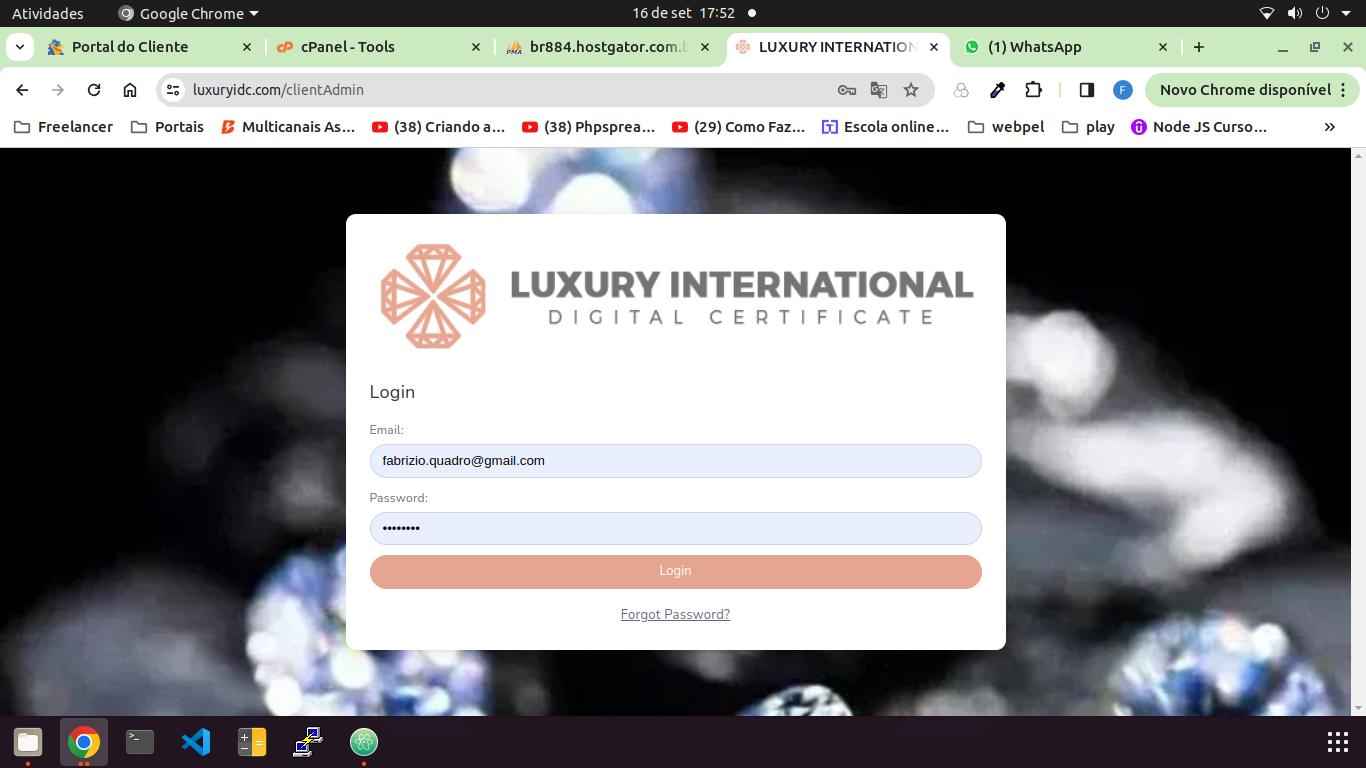 Atividades
Google Chrome
16 de set 17:52
Portal do Cliente
cPanel - Tools
PMA
br884.hostgator.com.b
LUXURY INTERNATION
(1) WhatsApp
luxuryidc.com/clientAdmin
F
Novo Chrome disponível
Freelancer
Portais
Multicanais As...
(38) Criando a...
(38) Phpsprea...
(29) Como Faz...
Escola online...
webpel
play
Node JS Curso...
LUXURY INTERNATIONAL
DIGITAL CERTIFICATE
Login
Email:
fabrizio.quadro@gmail.com
Password:
••••••••
Login
Forgot Password?